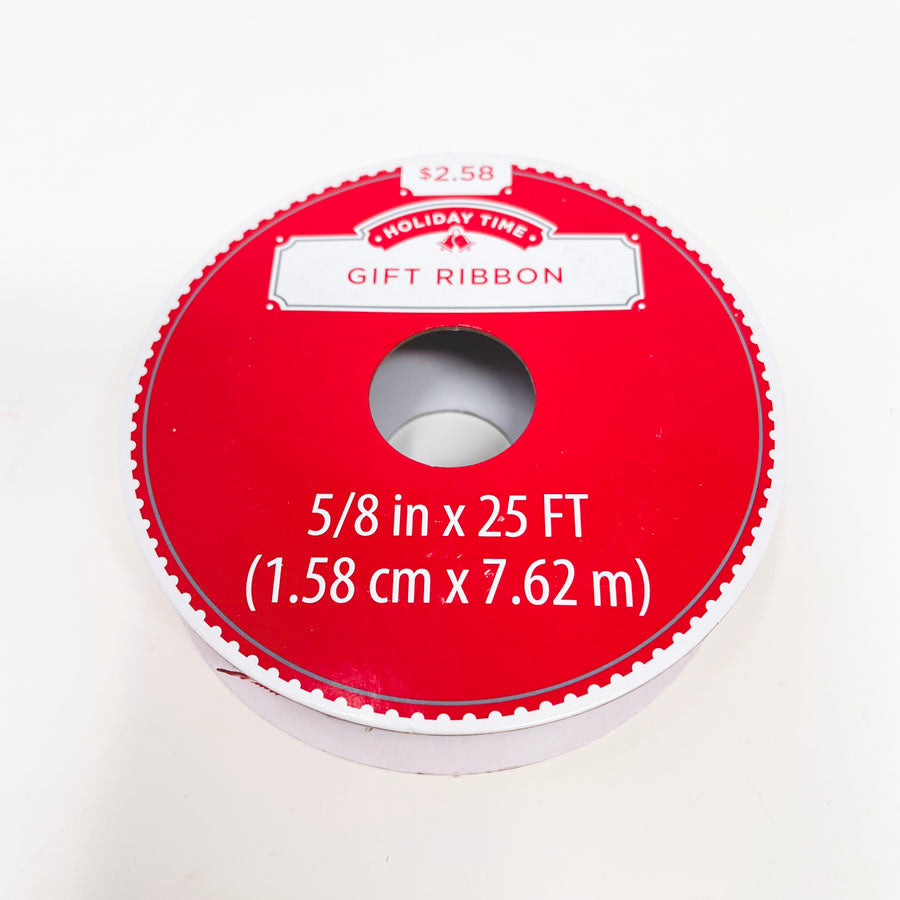 $2.58
• HOLIDAY TIME •
GIFT RIBBON
5/8 in x 25 FT
(1.58 cm x 7.62 m)